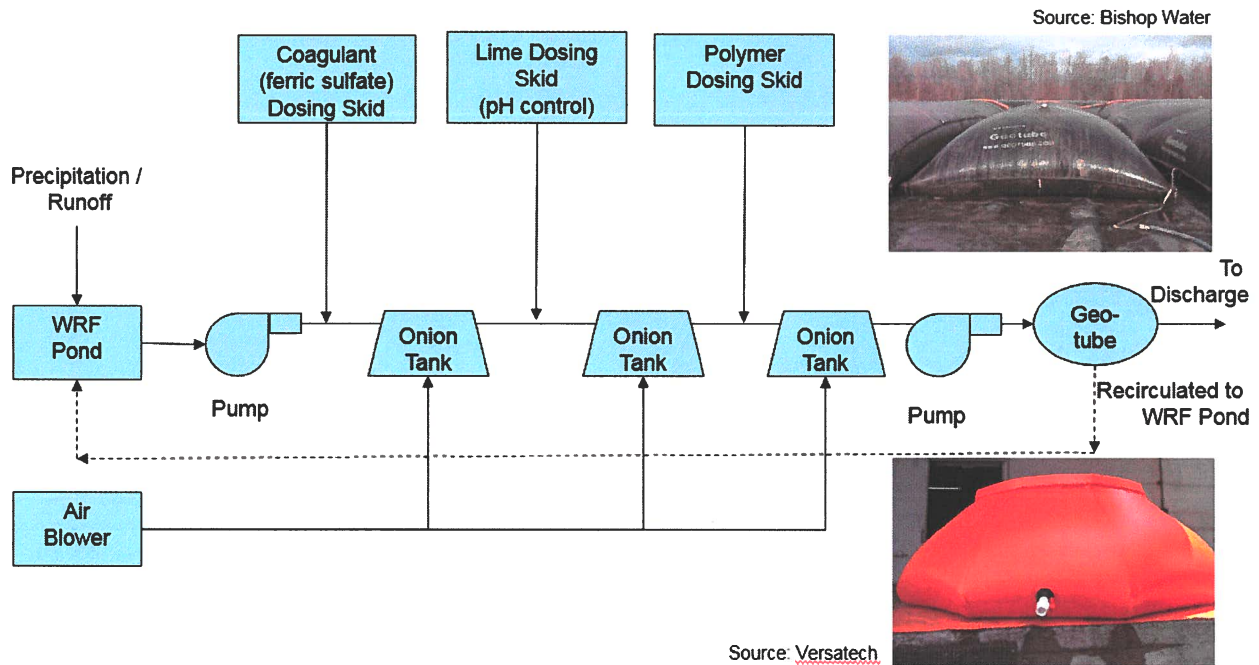 Source: Bishop Water
Coagulant
(ferric sulfate)
Dosing Skid
Lime Dosing
Skid
(pH control)
Polymer
Dosing Skid
Geotube
Precipitation /
Runoff
To
Discharge
WRF
Pond
Pump
Onion
Tank
Onion
Tank
Onion
Tank
Pump
Geo-
tube
Recirculated to
WRF Pond
Air
Blower
Source: Versatech